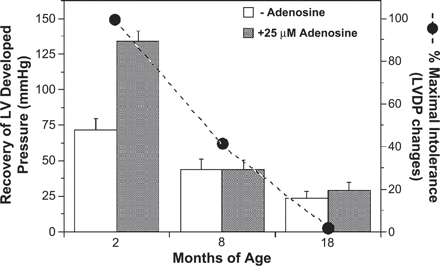 150
125
100
75
50
25
0
Recovery of LV Developed
Pressure (mmHg)
- Adenosine
+25 μM Adenosine
100
80
60
40
20
0
% Maximal Intolerance
(LVDP changes)
2
8
18
Months of Age